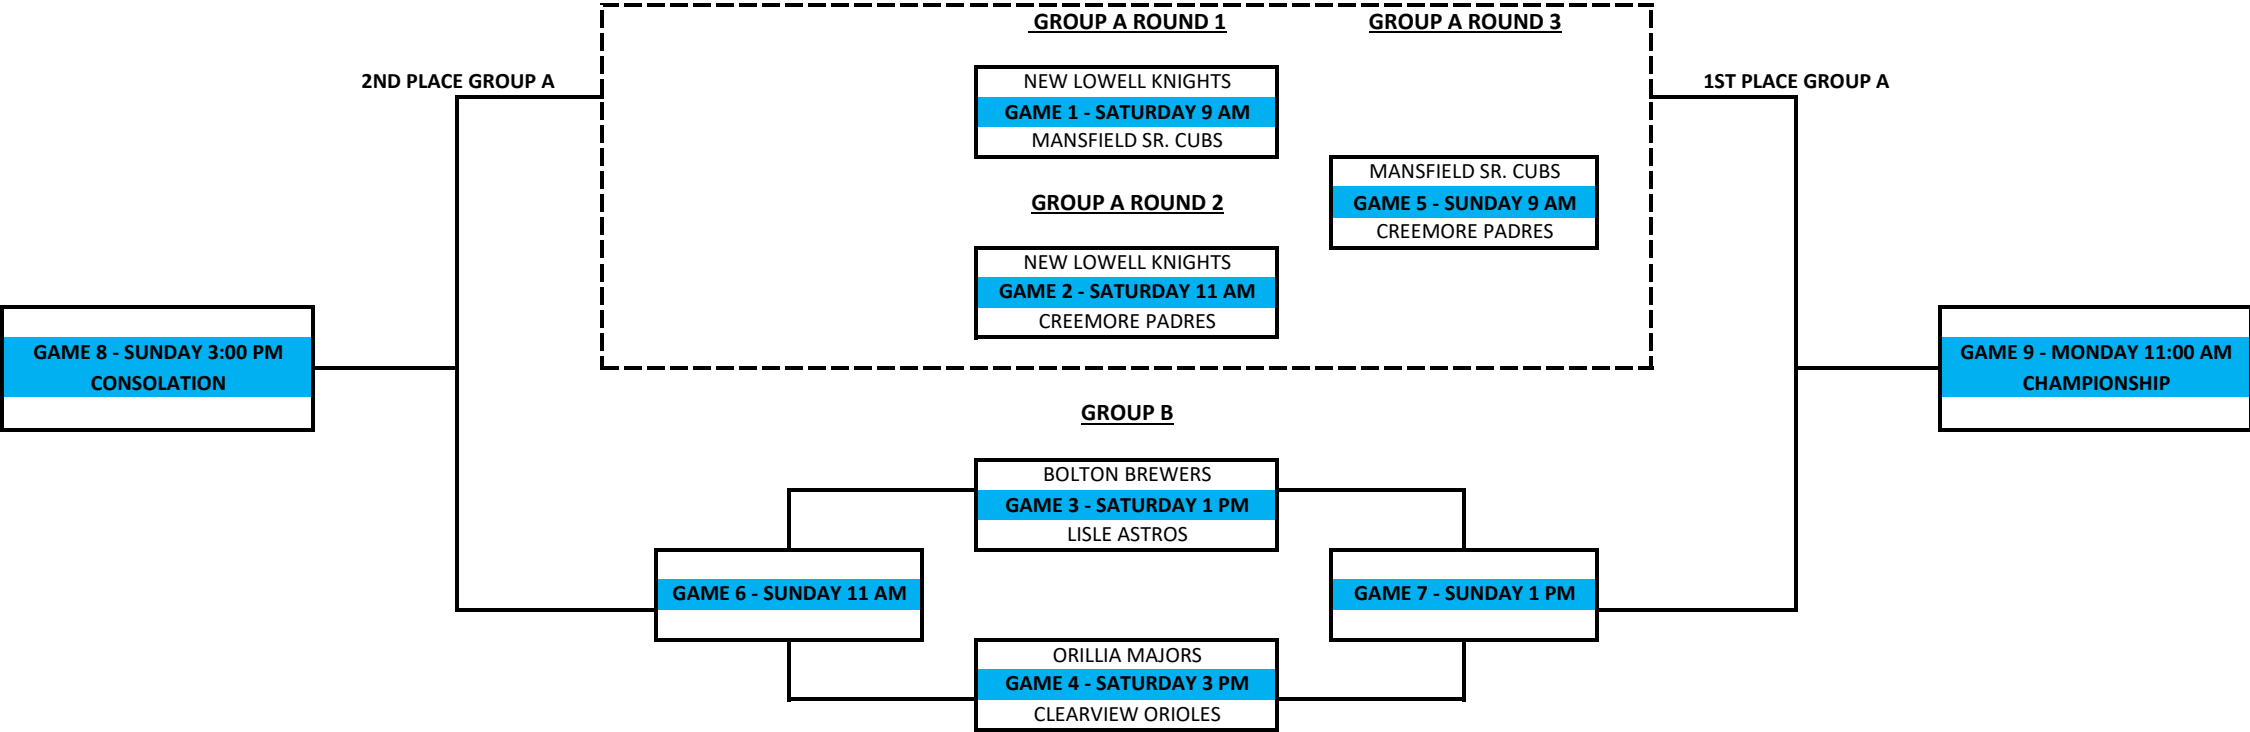 GROUP A ROUND 1
GROUP A ROUND 3
2ND PLACE GROUP A
NEW LOWELL KNIGHTS
GAME 1 - SATURDAY 9 AM
MANSFIELD SR. CUBS
1ST PLACE GROUP A
MANSFIELD SR. CUBS
GAME 5 - SUNDAY 9 AM
CREEMORE PADRES
GROUP A ROUND 2
NEW LOWELL KNIGHTS
GAME 2 - SATURDAY 11 AM
CREEMORE PADRES
GAME 8 - SUNDAY 3:00 PM
CONSOLATION
GAME 9 - MONDAY 11:00 AM
CHAMPIONSHIP
GROUP B
BOLTON BREWERS
GAME 3 - SATURDAY 1 PM
LISLE ASTROS
GAME 6 - SUNDAY 11 AM
GAME 7 - SUNDAY 1 PM
ORILLIA MAJORS
GAME 4 - SATURDAY 3 PM
CLEARVIEW ORIOLES